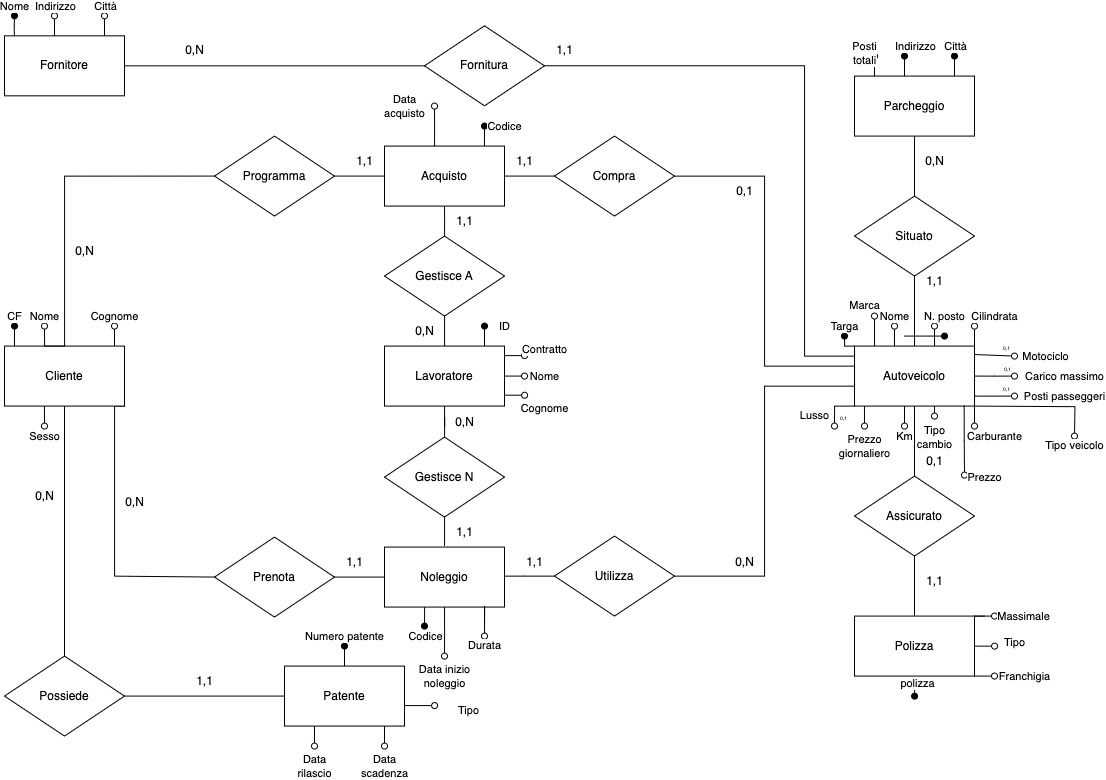 Nome Indirizzo Città
Fornitore
0,N
Fornitura
1,1
Posti
totali
Indirizzo Città
Parcheggio
Data
acquisto
Codice
Programma
1,1
Acquisto
1,1
Compra
0,1
0,N
1,1
Situato
0,N
Gestisce A
1,1
CF Nome Cognome
0,N
ID
Marca
Targa
Nome
N. posto
Cilindrata
Cliente
Lavoratore
Contratto
Nome
Cognome
Autoveicolo
0,1
Motociclo
0,1
Carico massimo
0,1
Posti passeggeri
Sesso
0,N
Lusso
0,1
Prezzo
giornaliero
Km
Tipo
cambio
Carburante
Tipo veicolo
0,1
Prezzo
0,N
0,N
Gestisce N
Assicurato
1,1
1,1
Prenota
1,1
Noleggio
1,1
Utilizza
0,N
Codice
Durata
Data inizio
noleggio
Massimale
Polizza
Tipo
Franchigia
polizza
Numero patente
Possiede
1,1
Patente
Tipo
Data
rilascio
Data
scadenza